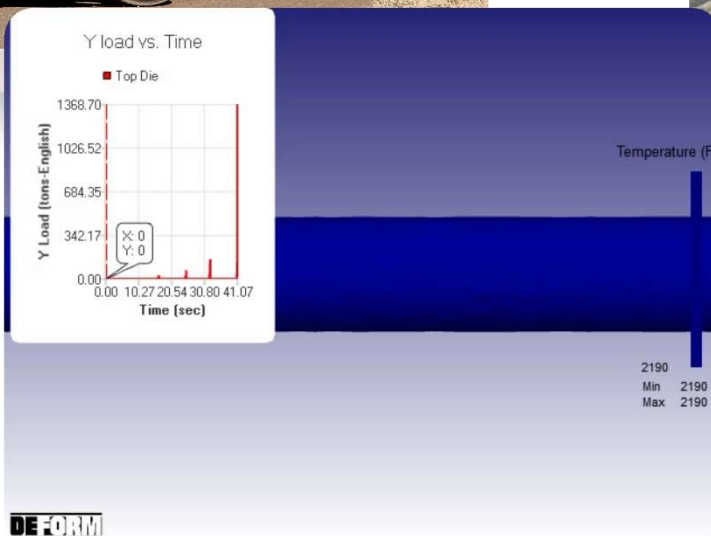 Y load vs. Time
Top Die
1368.70
1026.52
684.35
342.17
0.00
Y Load (tons-English)
X: 0
Y: 0
0.00 10.27 20.54 30.80 41.07
Time (sec)
Temperature (F
2190
Min 2190
Max 2190
DEFORM